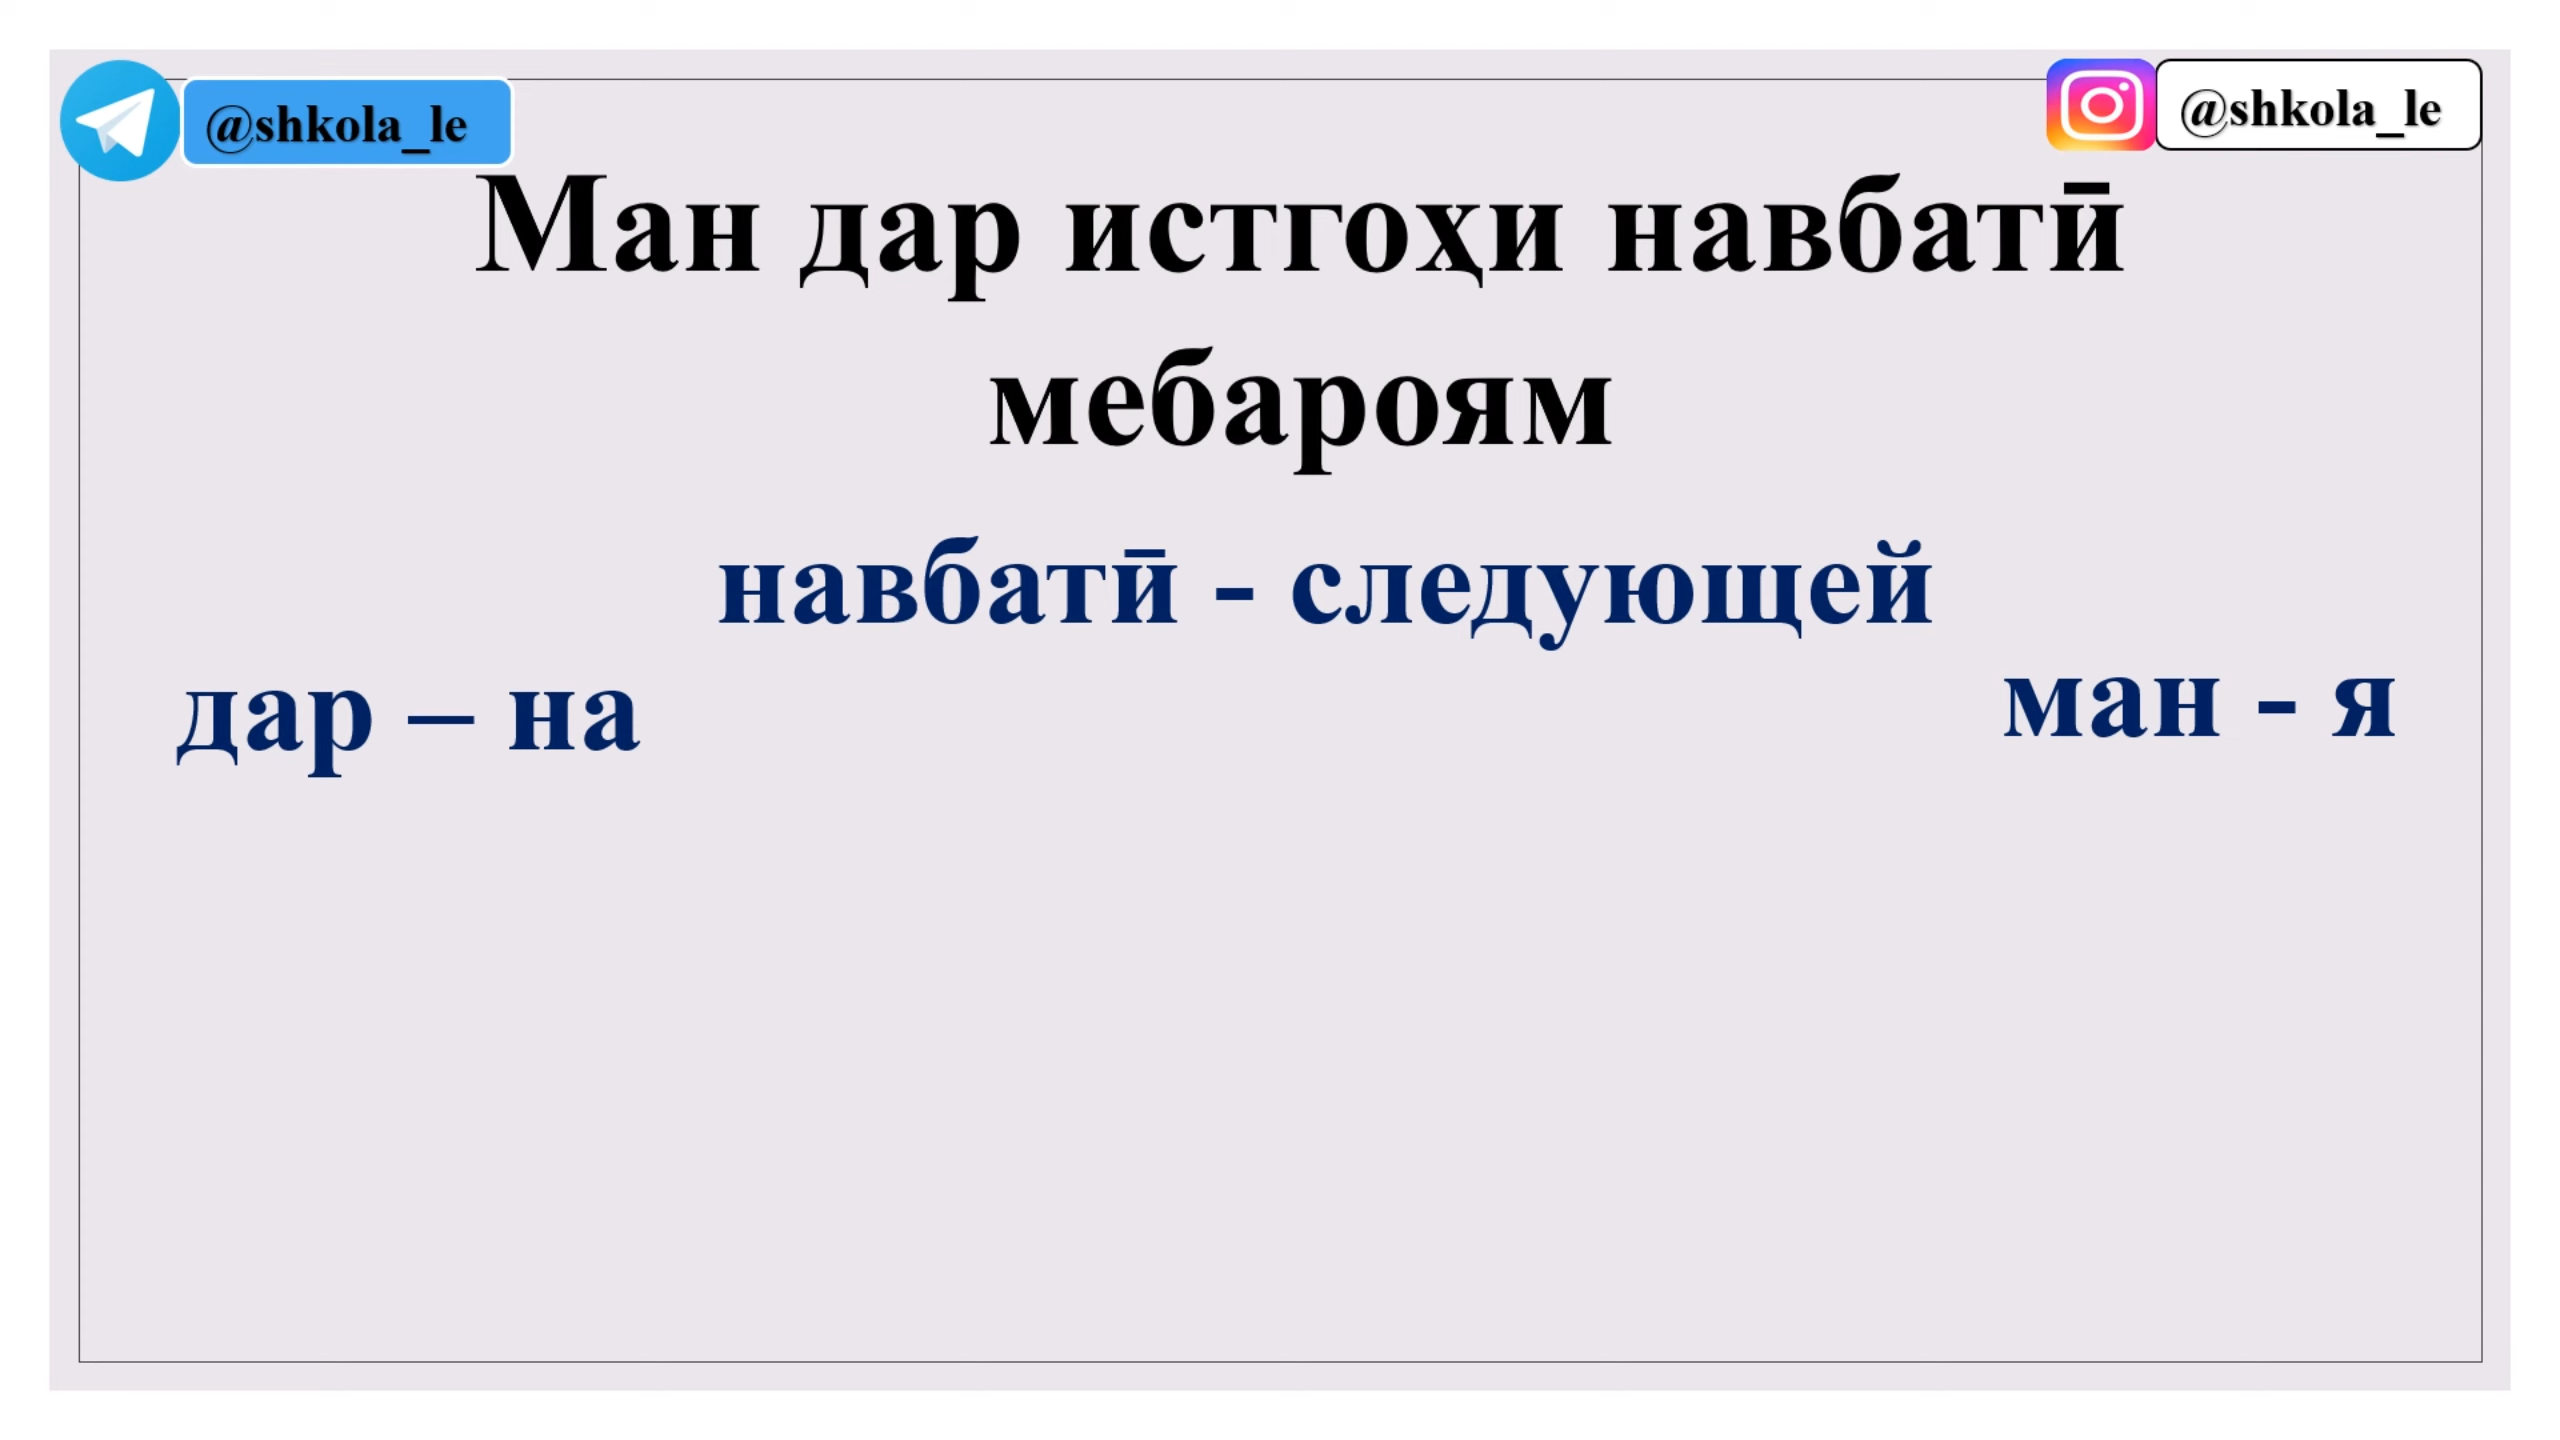 @shkola_le
@shkola_le
Ман дар истгоҳи навбатӣ
мебароям
навбатӣ - следующей
дар – на
ман - я